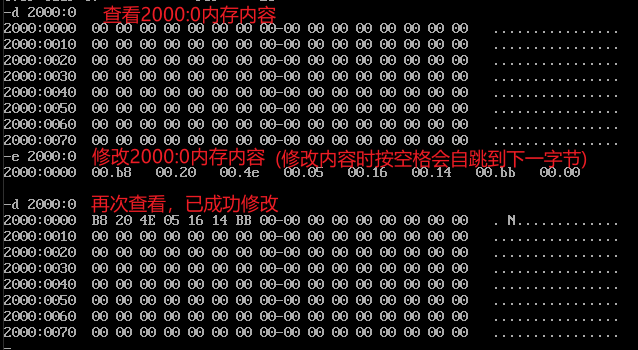 -d 2000:0 查看2000:0内存内容
2000:0000 00 00 00 00 00 00 00 00-00 00 00 00 00 00 00 00 ................
2000:0010 00 00 00 00 00 00 00 00-00 00 00 00 00 00 00 00 ................
2000:0020 00 00 00 00 00 00 00 00-00 00 00 00 00 00 00 00 ................
2000:0030 00 00 00 00 00 00 00 00-00 00 00 00 00 00 00 00 ................
2000:0040 00 00 00 00 00 00 00 00-00 00 00 00 00 00 00 00 ................
2000:0050 00 00 00 00 00 00 00 00-00 00 00 00 00 00 00 00 ................
2000:0060 00 00 00 00 00 00 00 00-00 00 00 00 00 00 00 00 ................
2000:0070 00 00 00 00 00 00 00 00-00 00 00 00 00 00 00 00 ................
-e 2000:0 修改2000:0内存内容（修改内容时按空格会自跳到下一字节）
2000:0000 00.b8 00.20 00.4e 00.05 00.16 00.14 00.bb 00.00
-d 2000:0 再次查看，已成功修改
2000:0000 B8 20 4E 05 16 14 BB 00-00 00 00 00 00 00 00 00 . N.............
2000:0010 00 00 00 00 00 00 00 00-00 00 00 00 00 00 00 00 ................
2000:0020 00 00 00 00 00 00 00 00-00 00 00 00 00 00 00 00 ................
2000:0030 00 00 00 00 00 00 00 00-00 00 00 00 00 00 00 00 ................
2000:0040 00 00 00 00 00 00 00 00-00 00 00 00 00 00 00 00 ................
2000:0050 00 00 00 00 00 00 00 00-00 00 00 00 00 00 00 00 ................
2000:0060 00 00 00 00 00 00 00 00-00 00 00 00 00 00 00 00 ................
2000:0070 00 00 00 00 00 00 00 00-00 00 00 00 00 00 00 00 ................